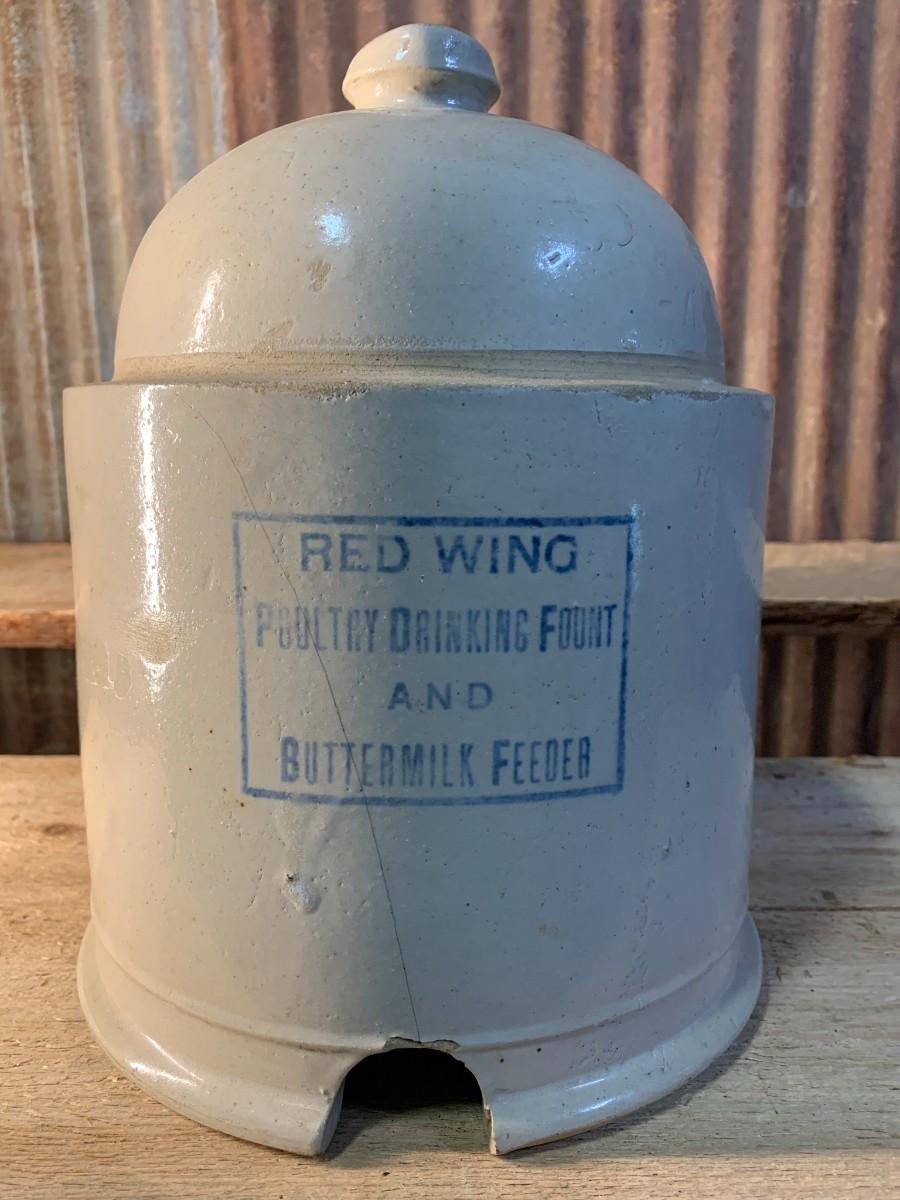 RED WING
POULTRY DRINKING FOUNT
AND
BUTTERMILK FEEDER